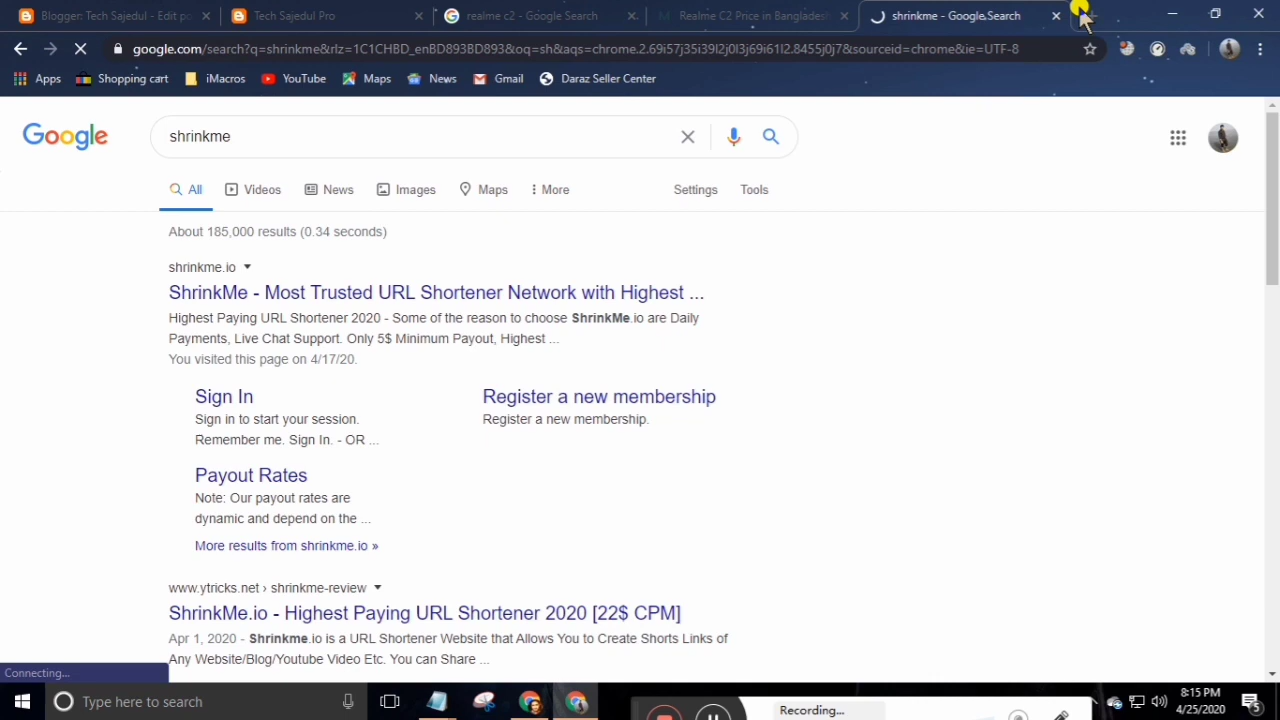 Blogger: Tech Sajedul - Edit po
Tech Sajedul Pro
realme c2 - Google Search
Realme C2 Price in Bangladesh
shrinkme - Google Search
google.com/search?q=shrinkme&rlz=1C1CHBD_enBD893BD893&oq=sh&aqs=chrome.2.69i57j35i39l2j0l3j69i61l2.8455j0j7&sourceid=chrome&ie=UTF-8
Apps
Shopping cart
iMacros
YouTube
Maps
News
Gmail
Daraz Seller Center
Google
shrinkme
All
Videos
News
Images
Maps
More
Settings
Tools
About 185,000 results (0.34 seconds)
shrinkme.io
ShrinkMe - Most Trusted URL Shortener Network with Highest ...
Highest Paying URL Shortener 2020 - Some of the reason to choose ShrinkMe.io are Daily
Payments, Live Chat Support. Only 5$ Minimum Payout, Highest ...
You visited this page on 4/17/20.
Sign In
Sign in to start your session.
Remember me. Sign In. - OR ...
Register a new membership
Register a new membership.
Payout Rates
Note: Our payout rates are
dynamic and depend on the ...
More results from shrinkme.io »
www.ytricks.net › shrinkme-review
ShrinkMe.io - Highest Paying URL Shortener 2020 [22$ CPM]
Apr 1, 2020 - Shrinkme.io is a URL Shortener Website that Allows You to Create Shorts Links of
Any Website/Blog/Youtube Video Etc. You can Share ...
Connecting...
Type here to search
Recording...
8:15 PM
4/25/2020
5